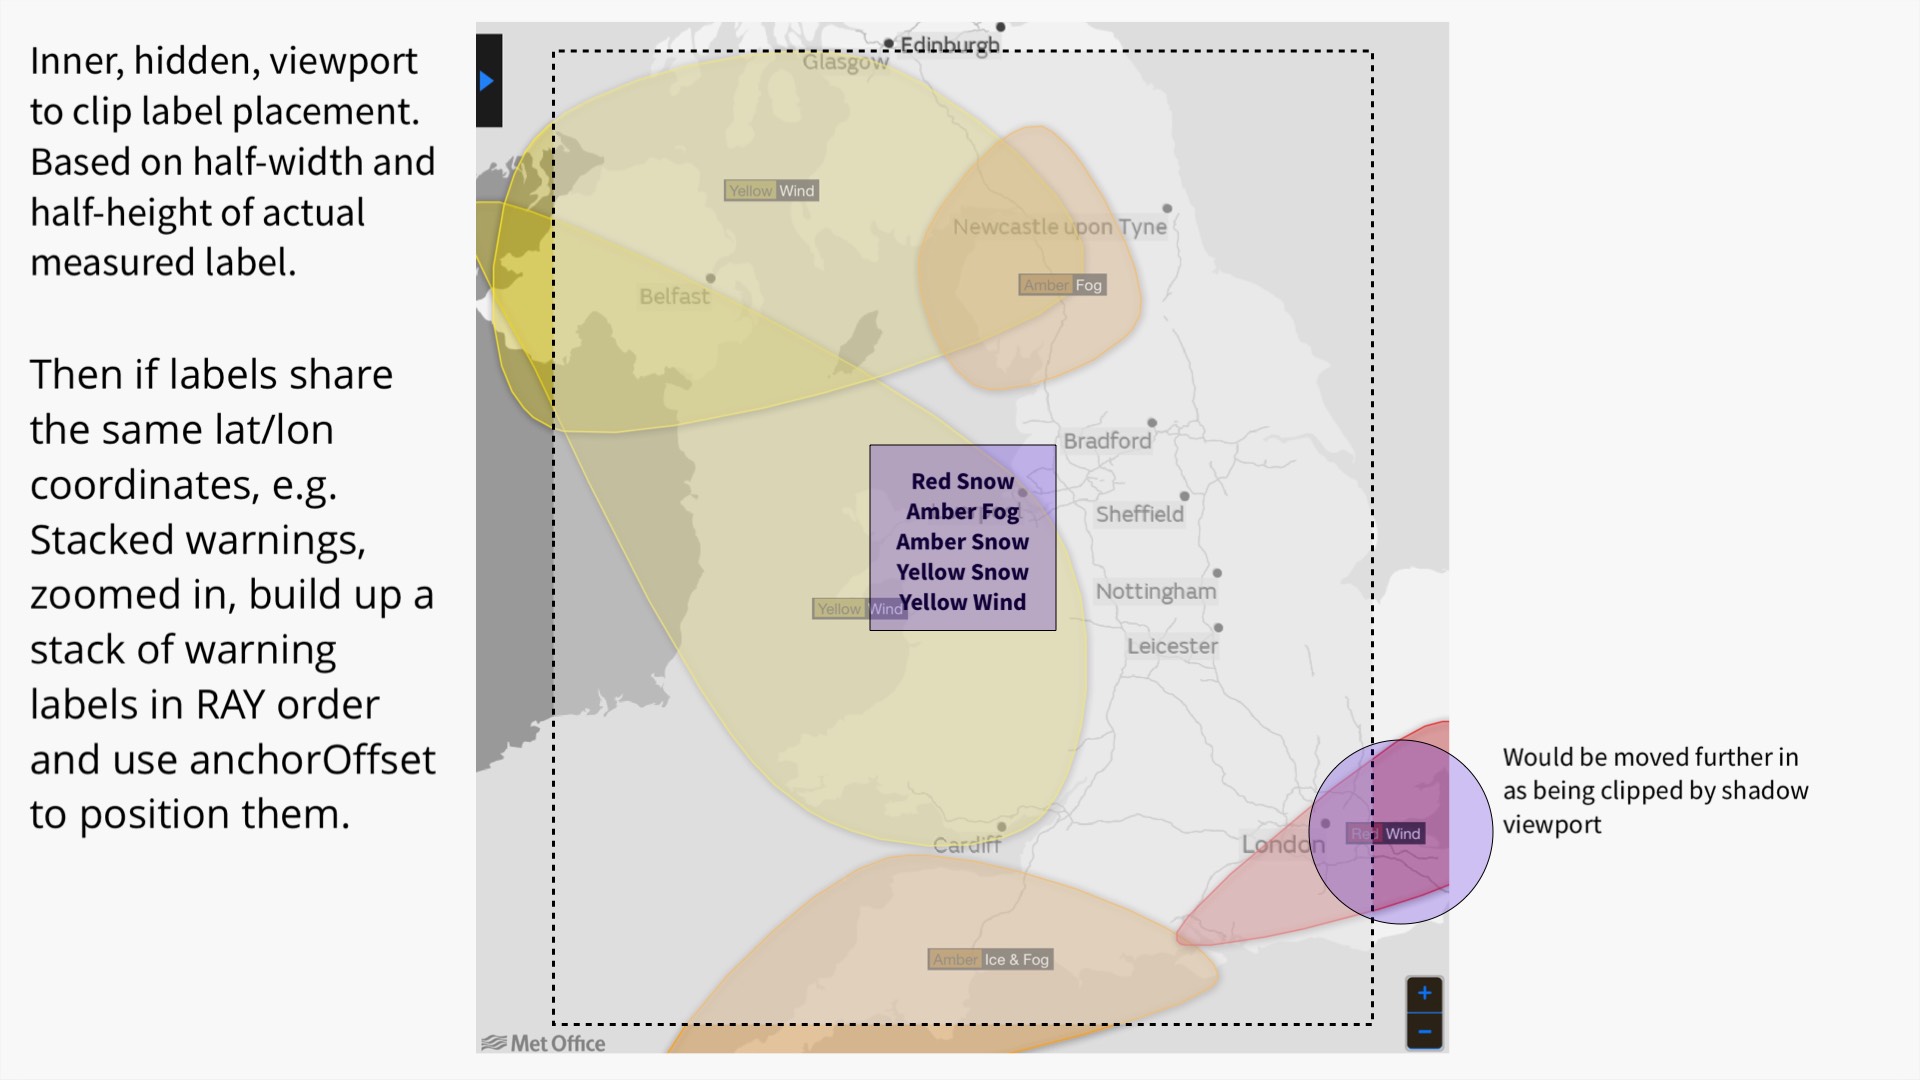 Inner, hidden, viewport
to clip label placement.
Based on half-width and
half-height of actual
measured label.
Then if labels share
the same lat/lon
coordinates, e.g.
Stacked warnings,
zoomed in, build up a
stack of warning
labels in RAY order
and use anchorOffset
to position them.
Edinburgh
Glasgow
Yellow Wind
Newcastle upon Tyne
Amber Fog
Belfast
Bradford
Red Snow
Amber Fog
Amber Snow
Yellow Snow
Yellow Wind
Sheffield
Nottingham
Yellow Wind
Leicester
Would be moved further in
as being clipped by shadow
viewport
Red Wind
London
Cardiff
Amber Ice & Fog
+
−
Met Office